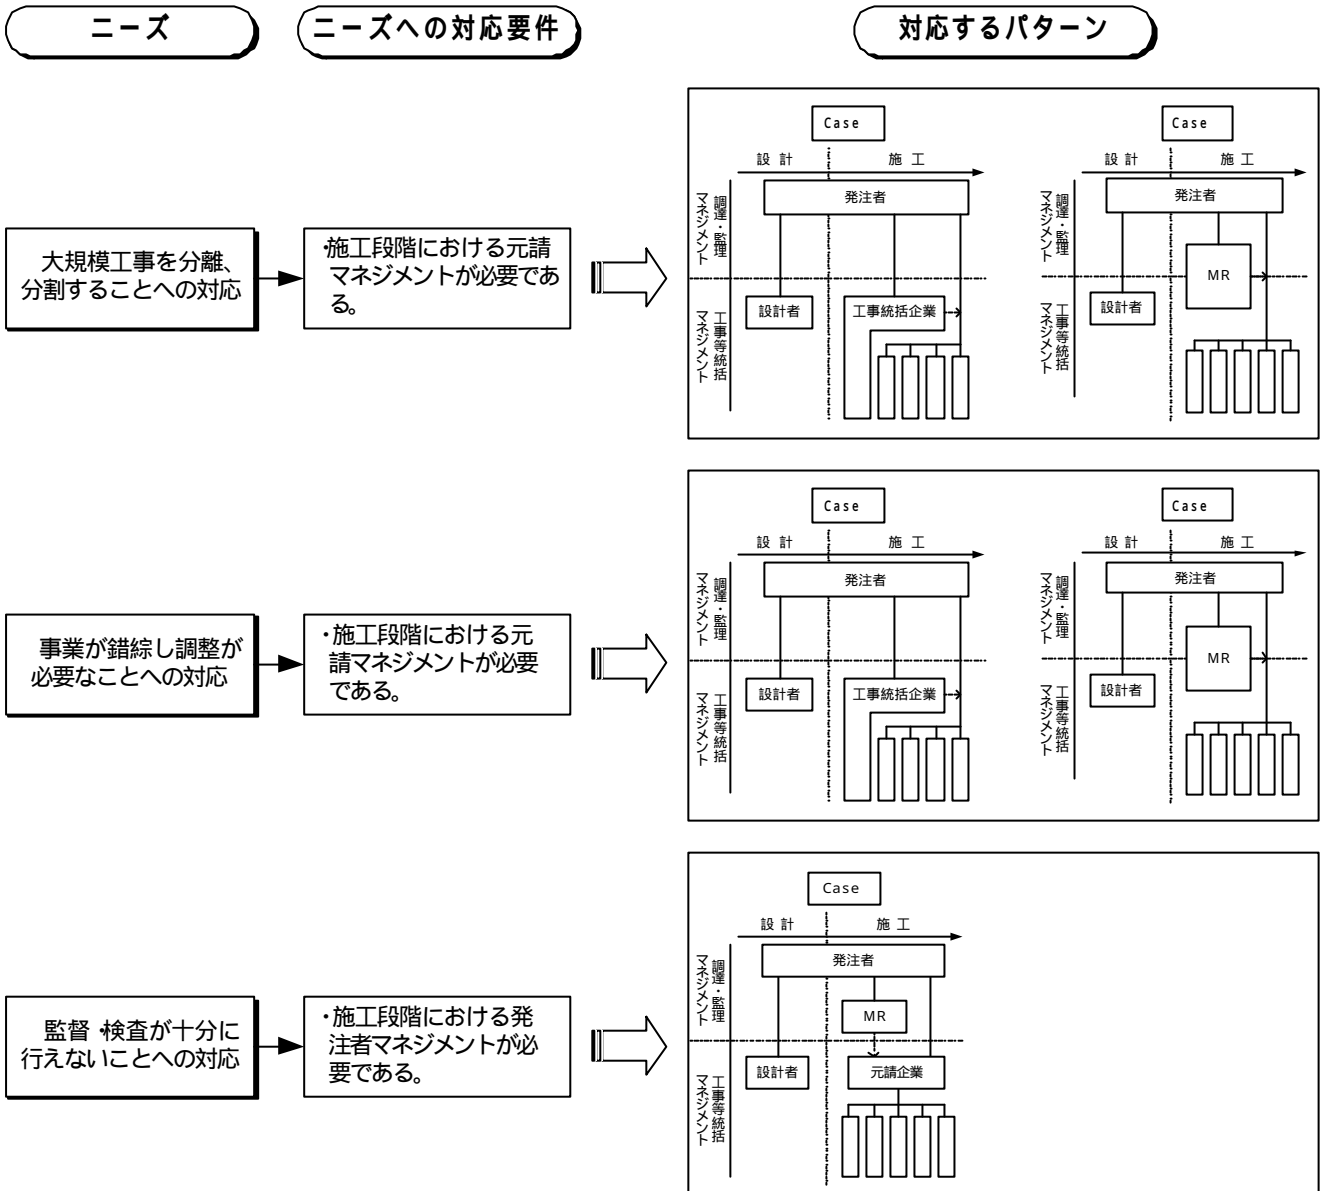 ニーズ
ニーズへの対応要件
対応するパターン
大規模工事を分離、
分割することへの対応
・施工段階における元請
マネジメントが必要であ
る。
Case
設 計
施 工
発注者
調達・監理
マネジメント
設計者
工事統括企業
工事等統括
マネジメント
Case
設 計
施 工
発注者
調達・監理
マネジメント
MR
設計者
工事等統括
マネジメント
事業が錯綜し調整が
必要なことへの対応
・施工段階における元
請マネジメントが必要
である。
Case
設 計
施 工
発注者
調達・監理
マネジメント
設計者
工事統括企業
工事等統括
マネジメント
Case
設 計
施 工
発注者
調達・監理
マネジメント
MR
設計者
工事等統括
マネジメント
監督・検査が十分に
行えないことへの対応
・施工段階における発
注者マネジメントが必
要である。
Case
設 計
施 工
発注者
調達・監理
マネジメント
MR
設計者
元請企業
工事等統括
マネジメント